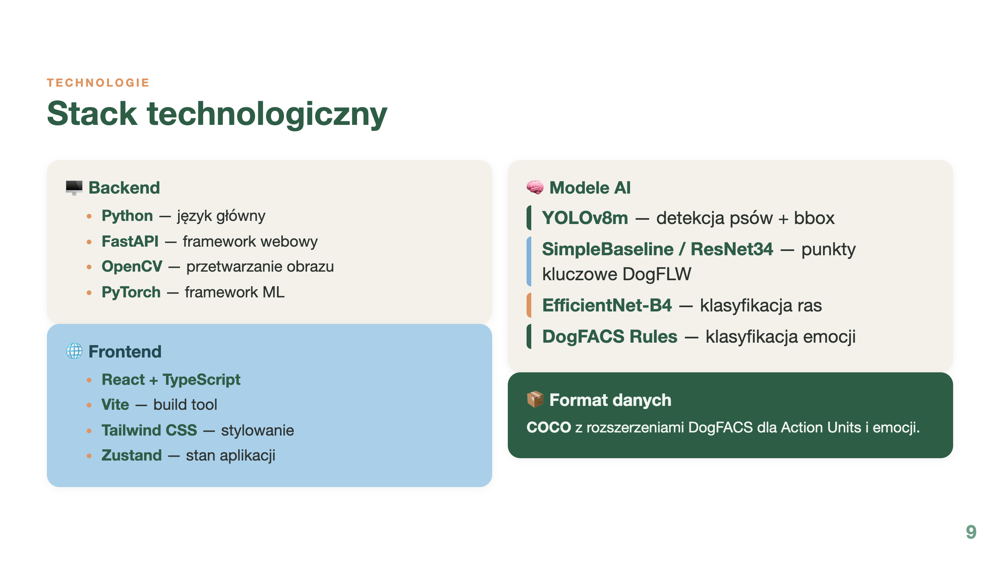 TECHNOLOGIE
Stack technologiczny
Backend
Python — język główny
FastAPI — framework webowy
OpenCV — przetwarzanie obrazu
PyTorch — framework ML
Frontend
React + TypeScript
Vite — build tool
Tailwind CSS — stylowanie
Zustand — stan aplikacji
Modele AI
YOLOv8m — detekcja psów + bbox
SimpleBaseline / ResNet34 — punkty
kluczowe DogFLW
EfficientNet-B4 — klasyfikacja ras
DogFACS Rules — klasyfikacja emocji
Format danych
COCO z rozszerzeniami DogFACS dla Action Units i emocji.
9